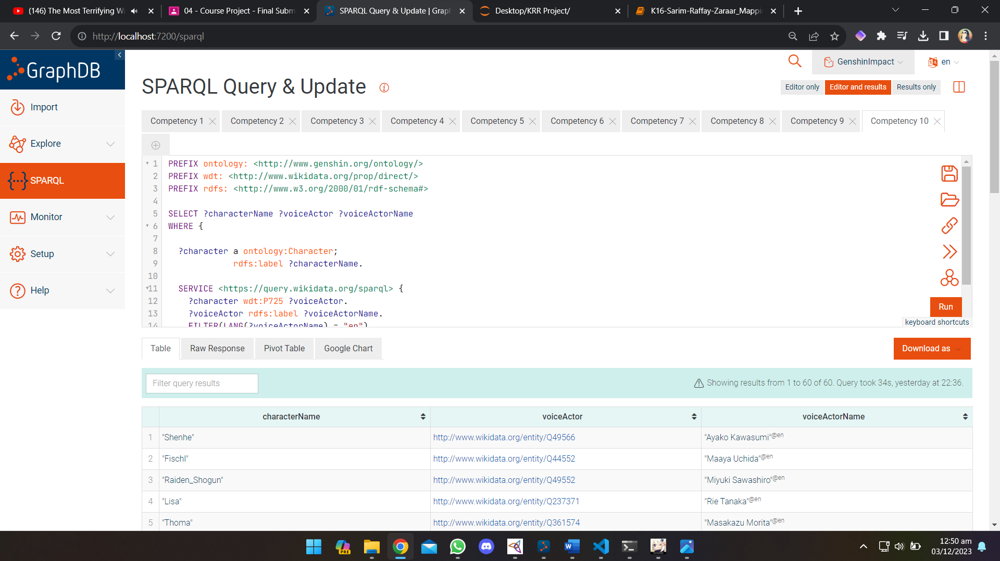 (146) The Most Terrifying Wa
04 - Course Project - Final Subm
SPARQL Query & Update | Graph
Desktop/KRR Project/
K16-Sarim-Raffay-Zaraar_Mappi
http://localhost:7200/sparql
GraphDB
GenshinImpact
en
SPARQL Query & Update
Editor only
Editor and results
Results only
Import
Explore
SPARQL
Monitor
Setup
Help
Competency 1
Competency 2
Competency 3
Competency 4
Competency 5
Competency 6
Competency 7
Competency 8
Competency 9
Competency 10
1 PREFIX ontology: <http://www.genshin.org/ontology/>
2 PREFIX wdt: <http://www.wikidata.org/prop/direct/>
3 PREFIX rdfs: <http://www.w3.org/2000/01/rdf-schema#>
4
5 SELECT ?characterName ?voiceActor ?voiceActorName
6 WHERE {
7
8 ?character a ontology:Character;
9 rdfs:label ?characterName.
10
11 SERVICE <https://query.wikidata.org/sparql> {
12 ?character wdt:P725 ?voiceActor.
13 ?voiceActor rdfs:label ?voiceActorName.
14 FILTER(LANG(?voiceActorName) = "en")
Run
keyboard shortcuts
Table
Raw Response
Pivot Table
Google Chart
Download as
Filter query results
Showing results from 1 to 60 of 60. Query took 34s, yesterday at 22:36.
characterName voiceActor voiceActorName
1 "Shenhe" http://www.wikidata.org/entity/Q49566 "Ayako Kawasumi"@en
2 "Fischl" http://www.wikidata.org/entity/Q44552 "Maaya Uchida"@en
3 "Raiden_Shogun" http://www.wikidata.org/entity/Q49552 "Miyuki Sawashiro"@en
4 "Lisa" http://www.wikidata.org/entity/Q237371 "Rie Tanaka"@en
5 "Thoma" http://www.wikidata.org/entity/Q361574 "Masakazu Morita"@en
PRE
12:50 am
03/12/2023